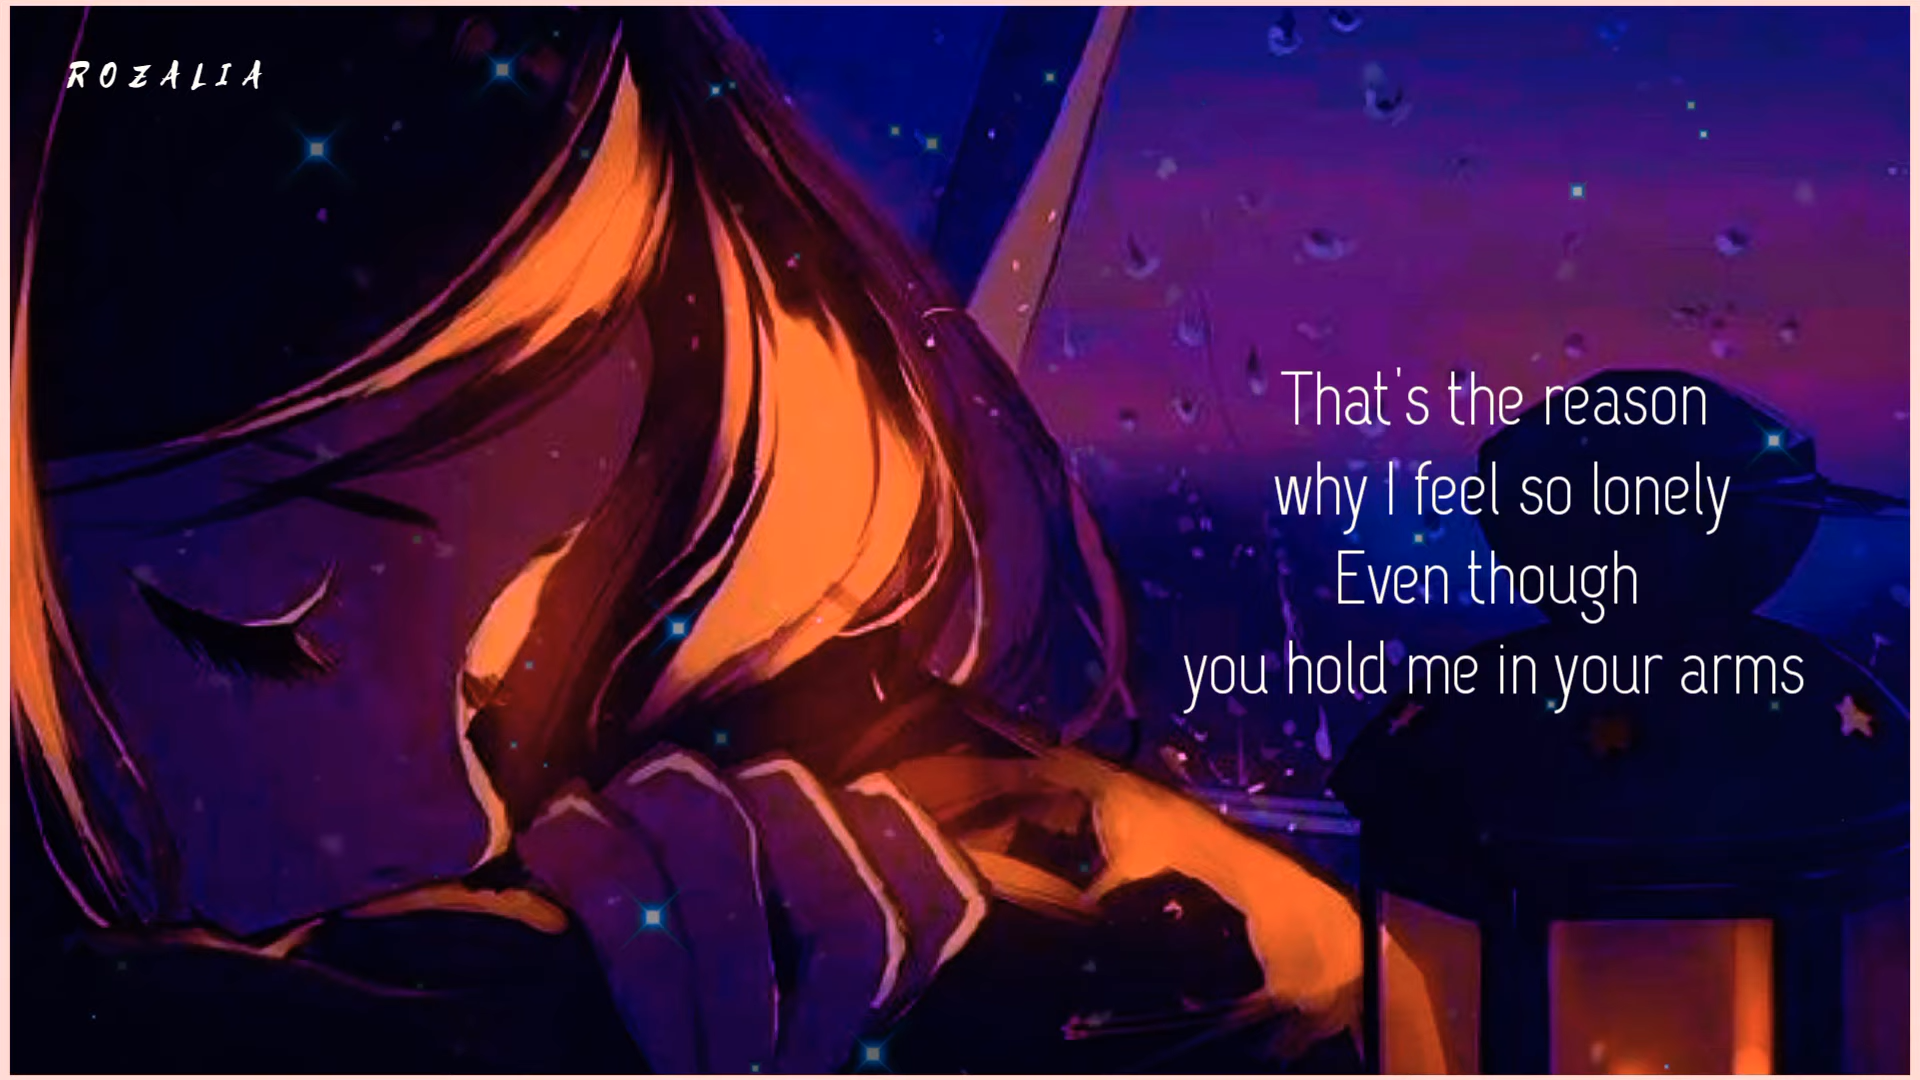 ROZALIA
That's the reason
why I feel so lonely
Even though
you hold me in your arms